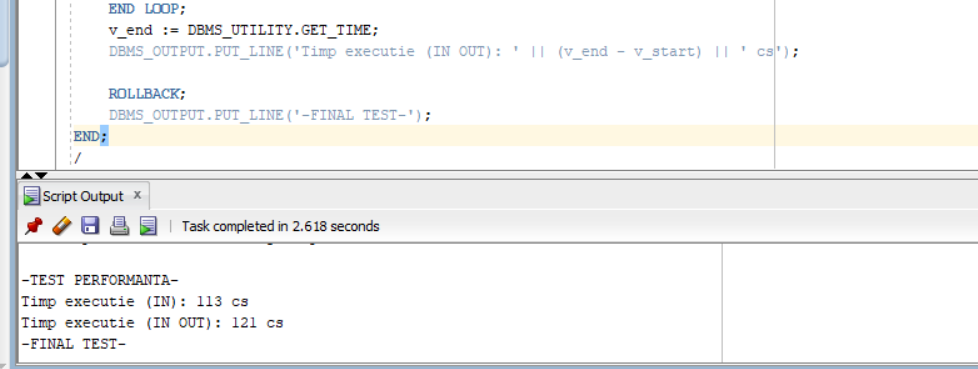 END LOOP;
v_end := DBMS_UTILITY.GET_TIME;
DBMS_OUTPUT.PUT_LINE('Timp executie (IN OUT): ' || (v_end - v_start) || ' cs');
ROLLBACK;
DBMS_OUTPUT.PUT_LINE('-FINAL TEST-');
END;
/
Script Output x
Task completed in 2.618 seconds
-TEST PERFORMANTA-
Timp executie (IN): 113 cs
Timp executie (IN OUT): 121 cs
-FINAL TEST-